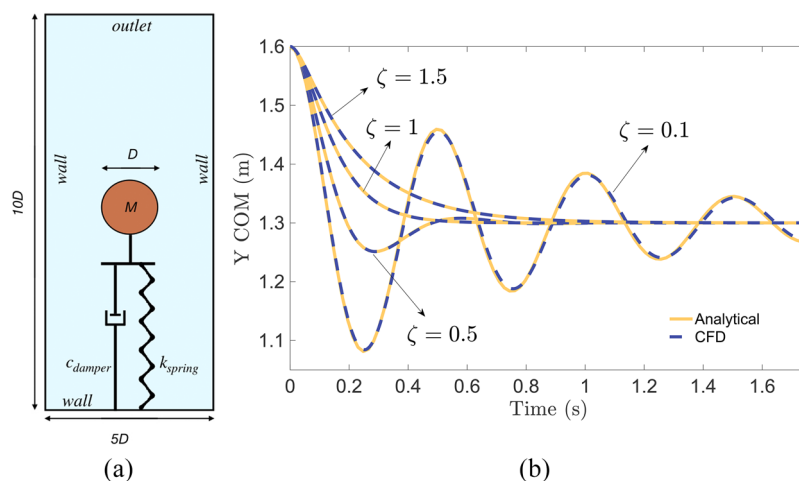 outlet
10D
wall
wall
D
M
c_damper
k_spring
wall
5D
(a)
Y COM (m)
1.6
1.5
1.4
1.3
1.2
1.1
ζ = 1.5
ζ = 1
ζ = 0.1
ζ = 0.5
Analytical
CFD
0 0.2 0.4 0.6 0.8 1 1.2 1.4 1.6
Time (s)
(b)